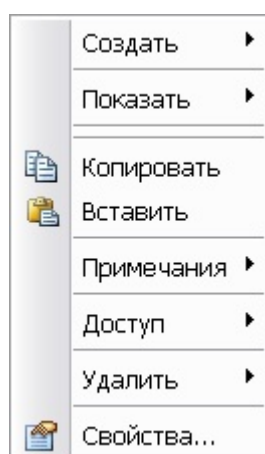 Создать
Показать
Копировать
Вставить
Примечания
Доступ
Удалить
Свойства...